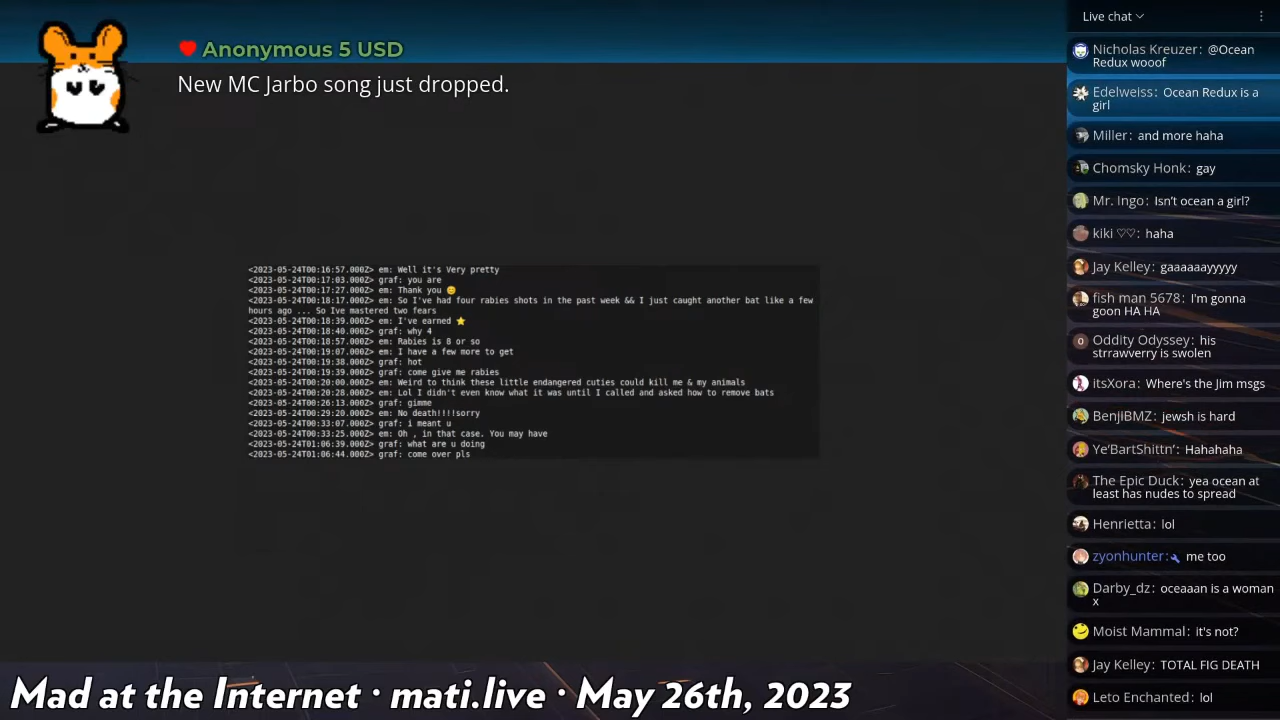 Anonymous 5 USD
New MC Jarbo song just dropped.
<2023-05-24T00:16:57.000Z> em: Well it's Very pretty
<2023-05-24T00:17:03.000Z> graf: you are
<2023-05-24T00:17:27.000Z> em: Thank you 😊
<2023-05-24T00:18:17.000Z> em: So I've had four rabies shots in the past week && I just caught another bat like a few
hours ago ... So Ive mastered two fears
<2023-05-24T00:18:39.000Z> em: I've earned ⭐
<2023-05-24T00:18:40.000Z> graf: why 4
<2023-05-24T00:18:57.000Z> em: Rabies is 8 or so
<2023-05-24T00:19:07.000Z> em: I have a few more to get
<2023-05-24T00:19:38.000Z> graf: hot
<2023-05-24T00:19:39.000Z> graf: come give me rabies
<2023-05-24T00:20:00.000Z> em: Weird to think these little endangered cuties could kill me & my animals
<2023-05-24T00:20:28.000Z> em: Lol I didn't even know what it was until I called and asked how to remove bats
<2023-05-24T00:26:13.000Z> graf: gimme
<2023-05-24T00:29:20.000Z> em: No death!!!!sorry
<2023-05-24T00:33:07.000Z> graf: i meant u
<2023-05-24T00:33:25.000Z> em: Oh , in that case. You may have
<2023-05-24T01:06:39.000Z> graf: what are u doing
<2023-05-24T01:06:44.000Z> graf: come over pls
Live chat
Nicholas Kreuzer: @Ocean
Redux wooof
Edelweiss: Ocean Redux is a
girl
Miller: and more haha
Chomsky Honk: gay
Mr. Ingo: Isn't ocean a girl?
kiki ♡♡: haha
Jay Kelley: gaaaaaayyyyy
fish man 5678: I'm gonna
goon HA HA
Oddity Odyssey: his
strrawverry is swolen
itsXora: Where's the Jim msgs
BenJIBMZ: jewsh is hard
Ye'BartShittn': Hahahaha
The Epic Duck: yea ocean at
least has nudes to spread
Henrietta: lol
zyonhunter: me too
Darby_dz: oceaaan is a woman
x
Moist Mammal: it's not?
Jay Kelley: TOTAL FIG DEATH
Leto Enchanted: lol
Mad at the Internet · mati.live · May 26th, 2023